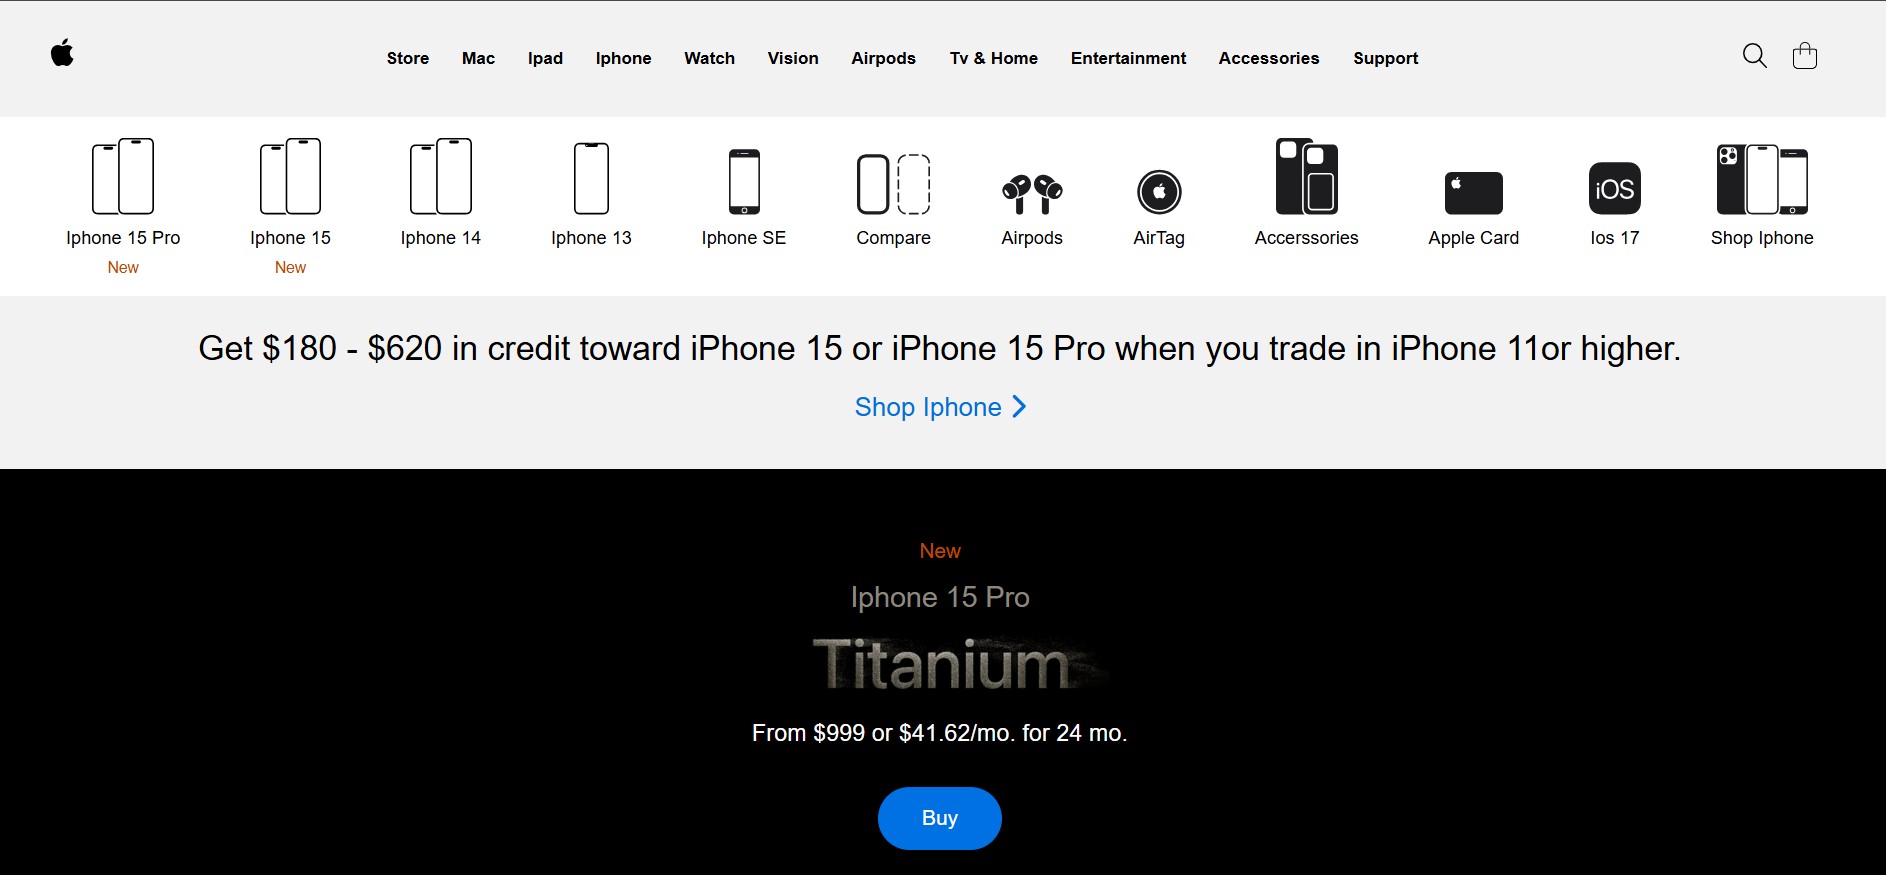 Store Mac Ipad Iphone Watch Vision Airpods Tv & Home Entertainment Accessories Support
iOS
Iphone 15 Pro Iphone 15 Iphone 14 Iphone 13 Iphone SE Compare Airpods AirTag Accerssories Apple Card Ios 17 Shop Iphone
New New
Get $180 - $620 in credit toward iPhone 15 or iPhone 15 Pro when you trade in iPhone 11or higher.
Shop Iphone
New
Iphone 15 Pro
Titanium
From $999 or $41.62/mo. for 24 mo.
Buy